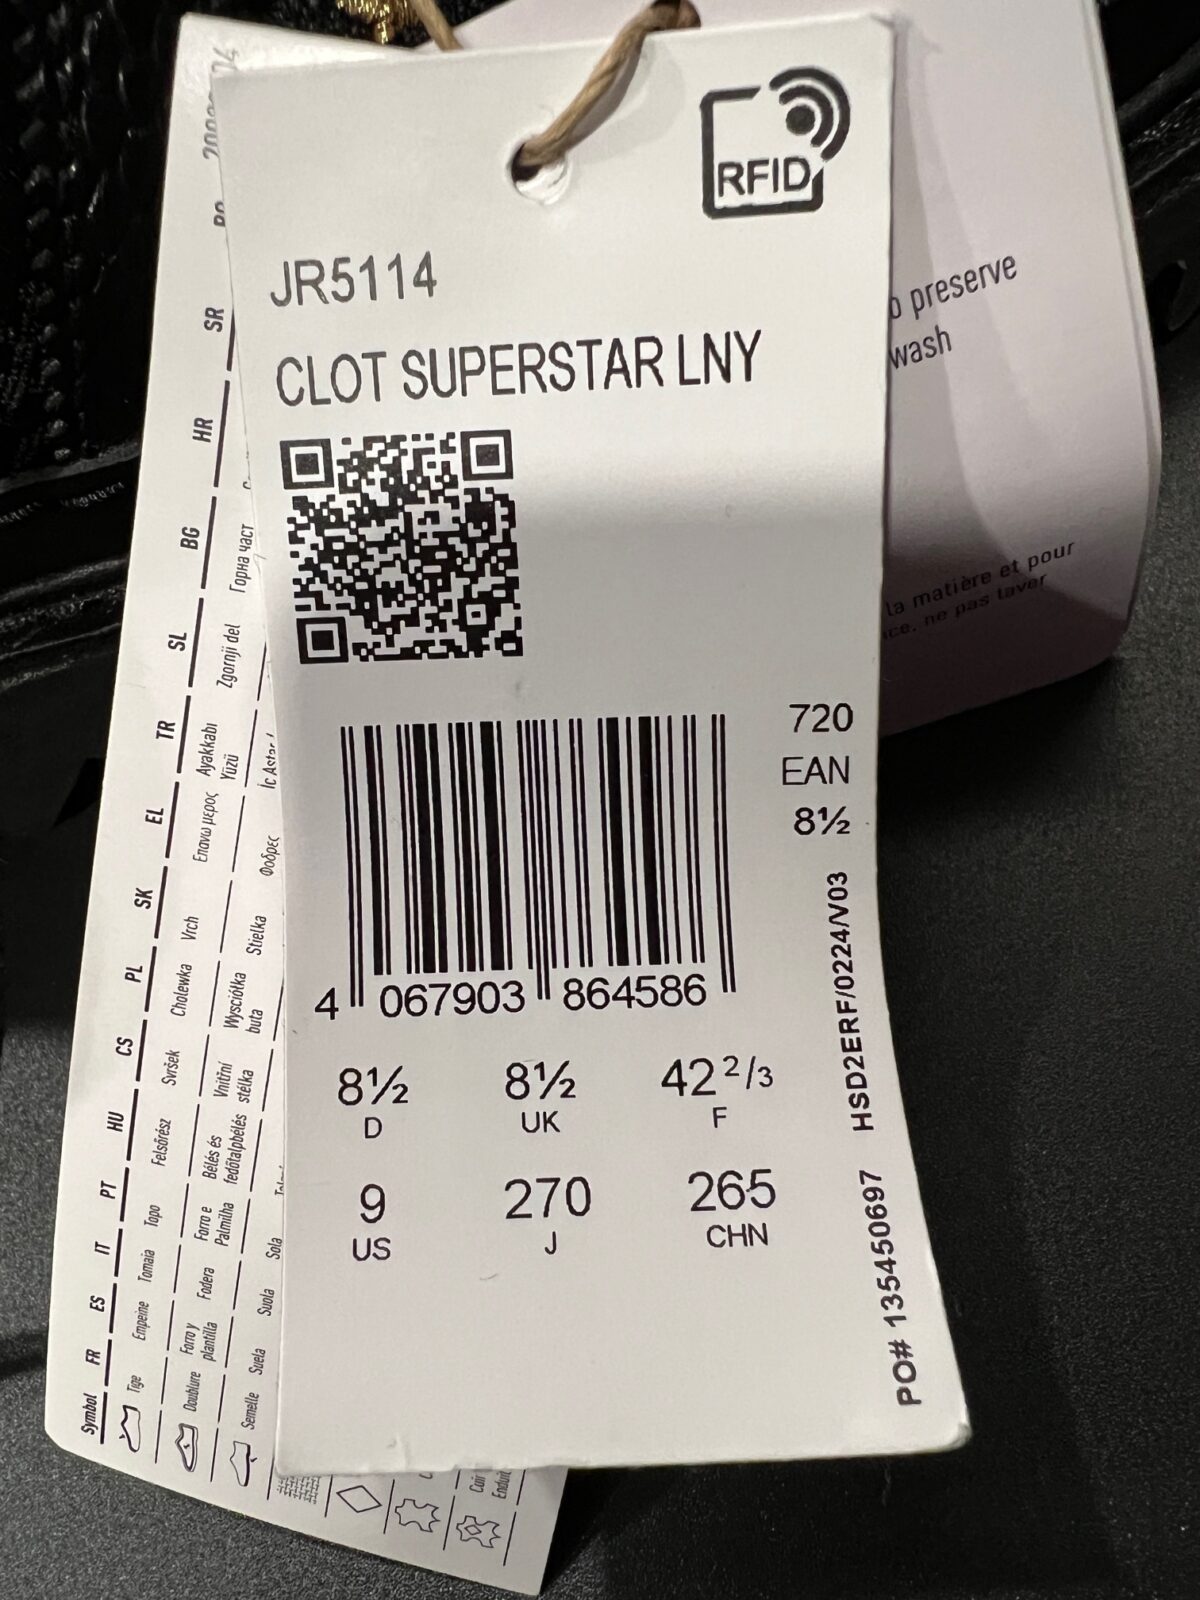 RFID
JR5114
CLOT SUPERSTAR LNY
720
EAN
8½
4 067903 864586
8½ 8½ 42 2/3
D UK F
9 270 265
US J CHN
HSD2ERF/0224/V03
PO# 135450697
preserve
wash
la matière et pour
ne pas laver
Symbol FR ES IT PT HU CS PL SK EL TR SL BG HR SR
Tige Empeine Tomaia Topo Felsőrész Svršek Cholewka Vrch Επανω μερος Ayakkabı Yüzü Zgornji del Горна част
Doublure Forro y plantilla Fodera Forro e Palmilha Bélés és fedőtalpbélés Vnitřní stélka Wysciółka buta Stielka Φοδρες İc Astar
Semelle Suela Suola Sola
Cuir